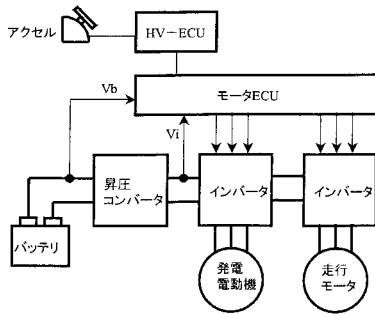 アクセル
HV－ECU
Vb
モータECU
Vi
昇圧
コンバータ
インバータ
インバータ
バッテリ
発電
電動機
走行
モータ